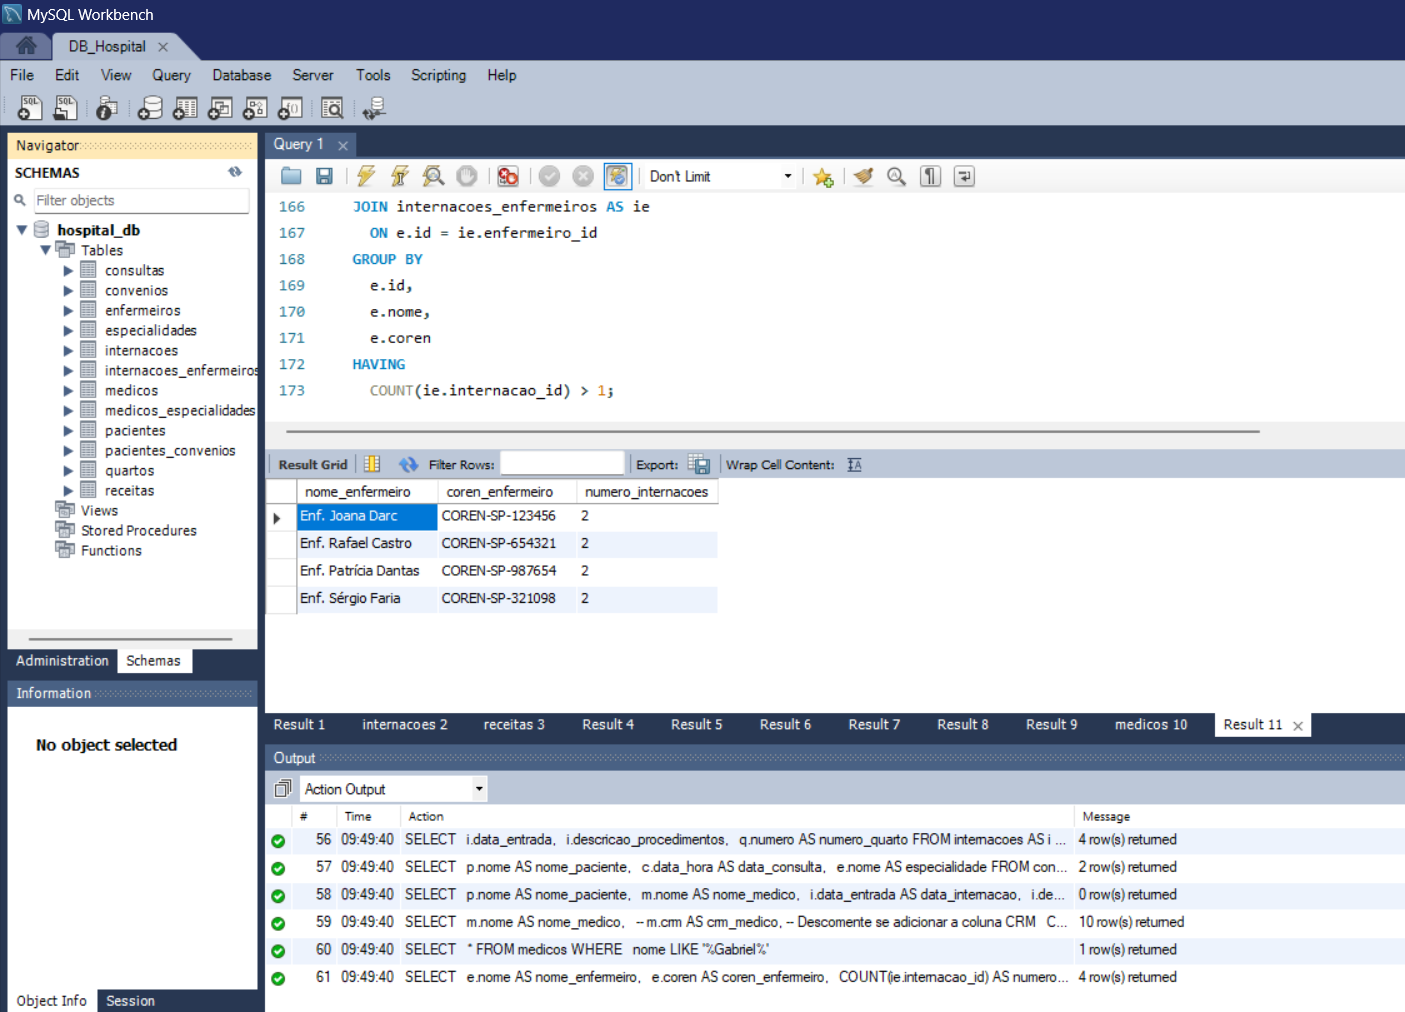 MySQL Workbench
DB_Hospital
File Edit View Query Database Server Tools Scripting Help
SQL SQL
Navigator
SCHEMAS
Filter objects
hospital_db
Tables
consultas
convenios
enfermeiros
especialidades
internacoes
internacoes_enfermeiros
medicos
medicos_especialidades
pacientes
pacientes_convenios
quartos
receitas
Views
Stored Procedures
Functions
Administration Schemas
Information
No object selected
Object Info Session
Query 1
Don't Limit
166 JOIN internacoes_enfermeiros AS ie
167 ON e.id = ie.enfermeiro_id
168 GROUP BY
169 e.id,
170 e.nome,
171 e.coren
172 HAVING
173 COUNT(ie.internacao_id) > 1;
Result Grid Filter Rows: Export: Wrap Cell Content:
nome_enfermeiro coren_enfermeiro numero_internacoes
Enf. Joana Darc COREN-SP-123456 2
Enf. Rafael Castro COREN-SP-654321 2
Enf. Patrícia Dantas COREN-SP-987654 2
Enf. Sérgio Faria COREN-SP-321098 2
Result 1 internacoes 2 receitas 3 Result 4 Result 5 Result 6 Result 7 Result 8 Result 9 medicos 10 Result 11
Output
Action Output
# Time Action Message
56 09:49:40 SELECT i.data_entrada, i.descricao_procedimentos, q.numero AS numero_quarto FROM internacoes AS i ... 4 row(s) returned
57 09:49:40 SELECT p.nome AS nome_paciente, c.data_hora AS data_consulta, e.nome AS especialidade FROM con... 2 row(s) returned
58 09:49:40 SELECT p.nome AS nome_paciente, m.nome AS nome_medico, i.data_entrada AS data_internacao, i.de... 0 row(s) returned
59 09:49:40 SELECT m.nome AS nome_medico, -- m.crm AS crm_medico, -- Descomente se adicionar a coluna CRM C... 10 row(s) returned
60 09:49:40 SELECT * FROM medicos WHERE nome LIKE '%Gabriel%' 1 row(s) returned
61 09:49:40 SELECT e.nome AS nome_enfermeiro, e.coren AS coren_enfermeiro, COUNT(ie.internacao_id) AS numero... 4 row(s) returned